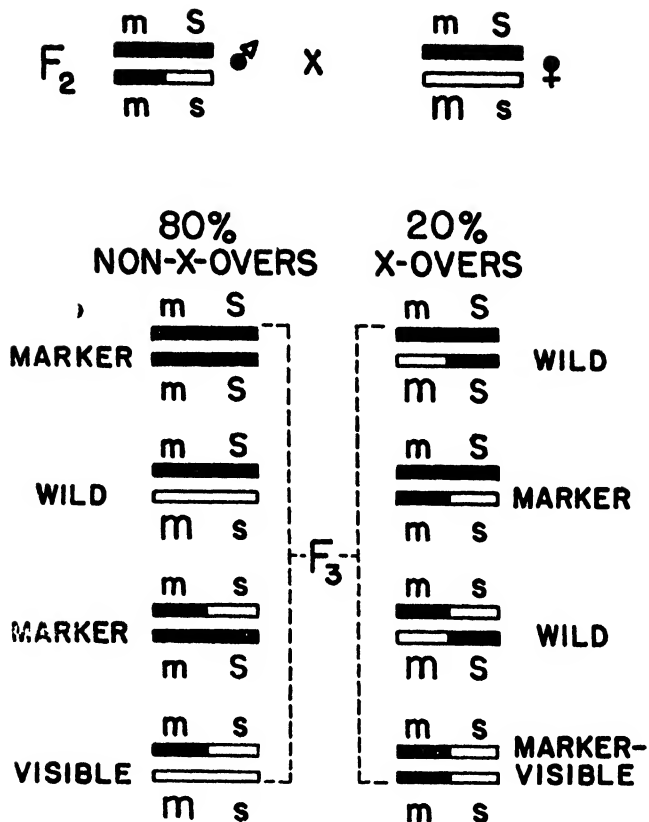 m S m S
F₂ ♂ X ♀
m s M s
80% 20%
NON-X-OVERS X-OVERS
m S m S
MARKER WILD
m S M S
m S m S
WILD MARKER
M s m s
F₃
m s m s
MARKER WILD
m S M S
m s m s
VISIBLE MARKER-
VISIBLE
M s m s